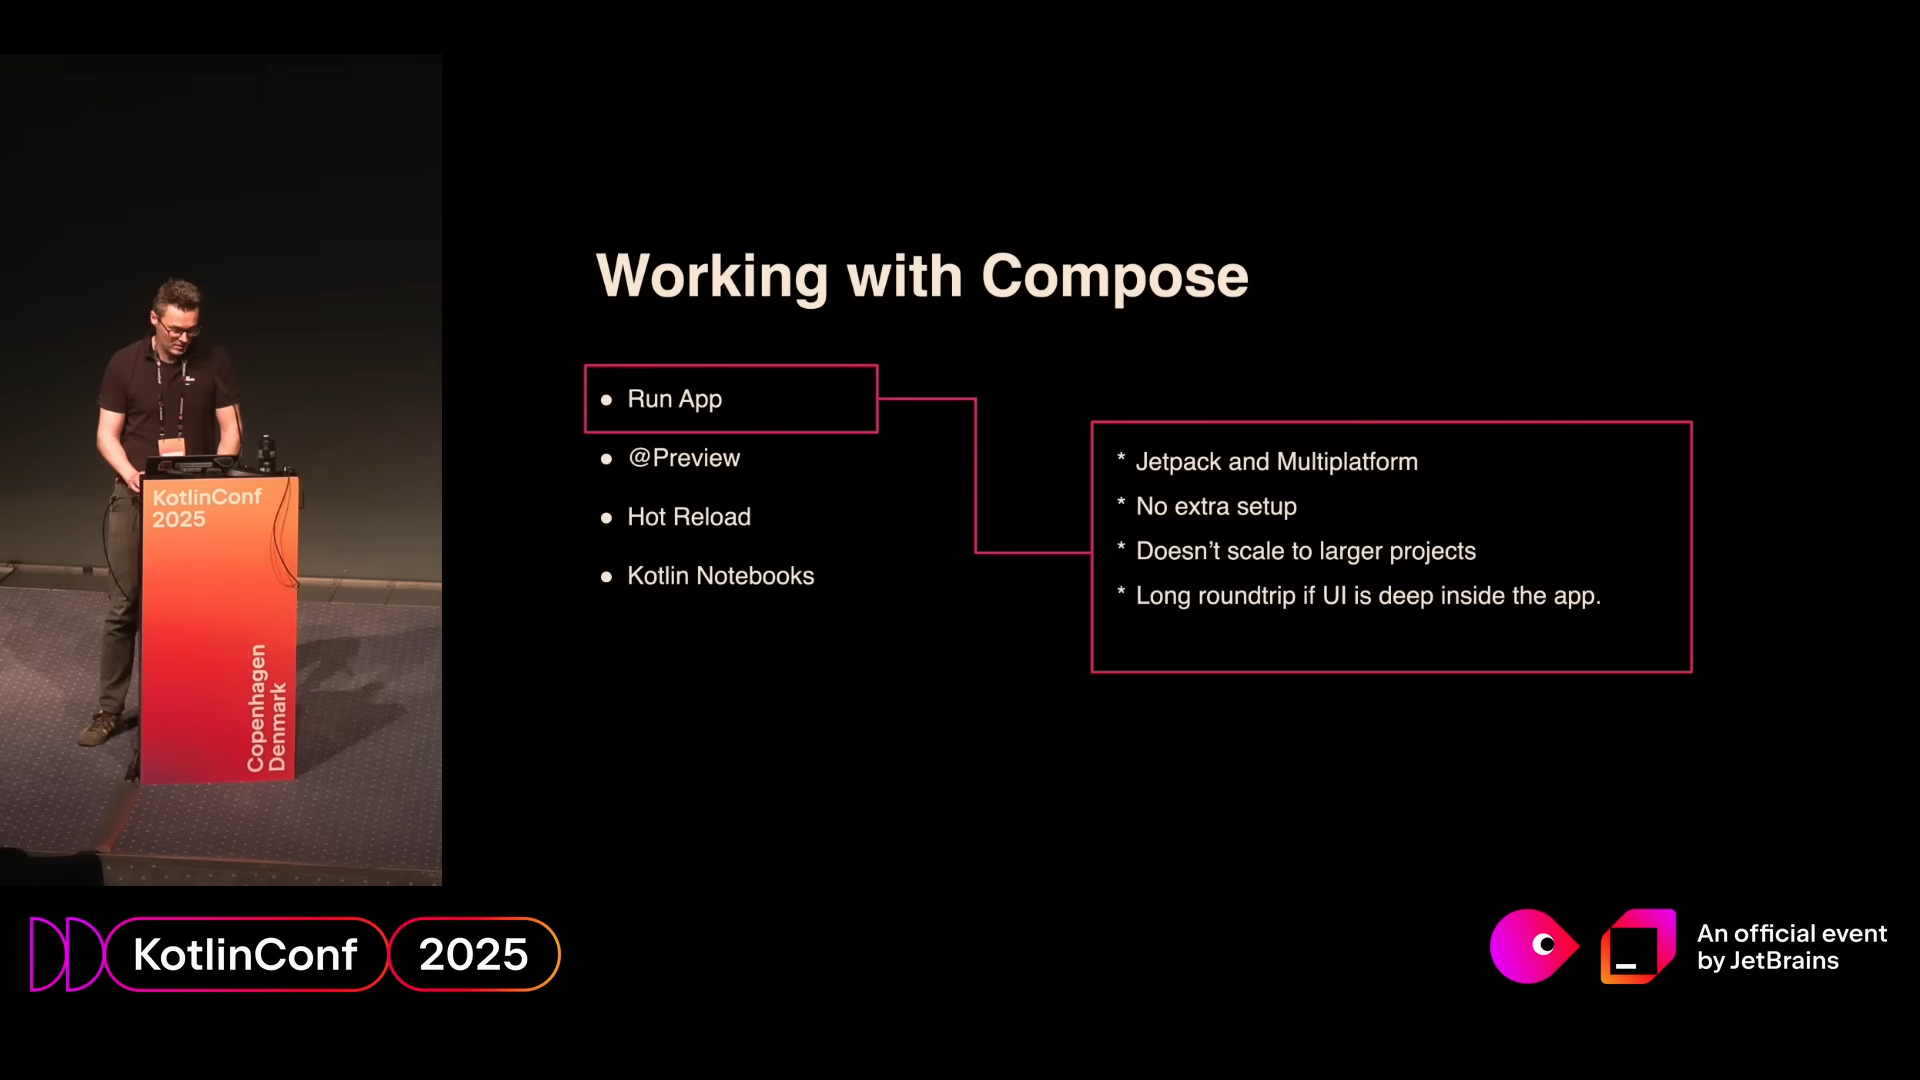 Working with Compose
● Run App
● @Preview
● Hot Reload
● Kotlin Notebooks
* Jetpack and Multiplatform
* No extra setup
* Doesn’t scale to larger projects
* Long roundtrip if UI is deep inside the app.
KotlinConf
2025
Copenhagen
Denmark
KotlinConf 2025
An official event
by JetBrains